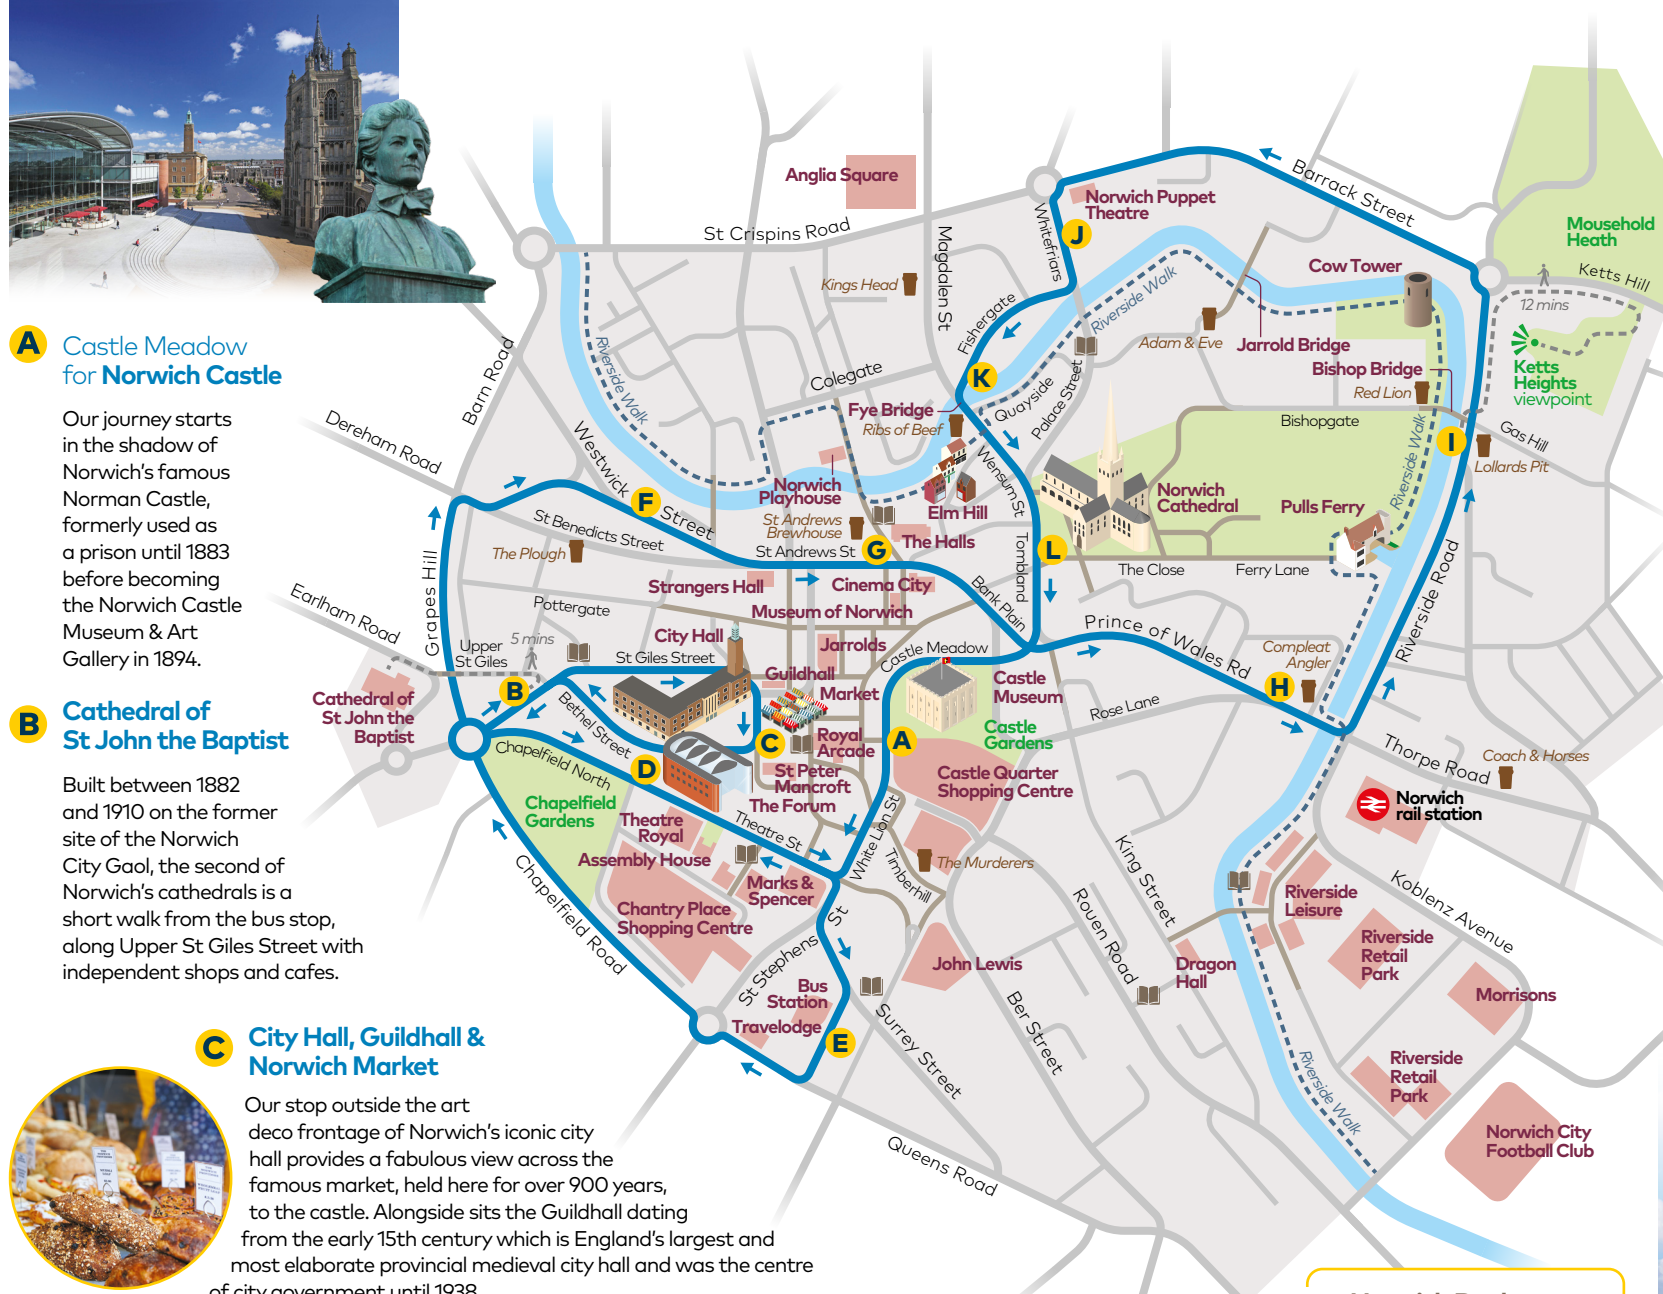 A
Castle Meadow
for Norwich Castle
Our journey starts
in the shadow of
Norwich's famous
Norman Castle,
formerly used as
a prison until 1883
before becoming
the Norwich Castle
Museum & Art
Gallery in 1894.
B
Cathedral of
St John the Baptist
Built between 1882
and 1910 on the former
site of the Norwich
City Gaol, the second of
Norwich's cathedrals is a
short walk from the bus stop,
along Upper St Giles Street with
independent shops and cafes.
C
City Hall, Guildhall &
Norwich Market
Our stop outside the art
deco frontage of Norwich's iconic city
hall provides a fabulous view across the
famous market, held here for over 900 years,
to the castle. Alongside sits the Guildhall dating
from the early 15th century which is England's largest and
most elaborate provincial medieval city hall and was the centre
of city government until 1938.
Anglia Square
St Crispins Road
Magdalen St
Kings Head
Whitefriars
J
Norwich Puppet
Theatre
Barrack Street
Mousehold
Heath
Ketts Hill
12 mins
Ketts
Heights
viewpoint
Cow Tower
Riverside Walk
Adam & Eve
Jarrold Bridge
Bishop Bridge
Red Lion
Bishopgate
Riverside Walk
I
Gas Hill
Lollards Pit
Fishergate
K
Quayside
Palace Street
Colegate
Fye Bridge
Ribs of Beef
Riverside Walk
Barn Road
Dereham Road
Westwick
Street
F
Norwich
Playhouse
Elm Hill
Wensum St
Norwich
Cathedral
Pulls Ferry
St Benedicts Street
The Plough
St Andrews
Brewhouse
St Andrews St
G
The Halls
Tombland
L
The Close
Ferry Lane
Riverside Road
Strangers Hall
Cinema City
Museum of Norwich
Bank Plain
Prince of Wales Rd
Grapes Hill
Earlham Road
Pottergate
Upper
St Giles
5 mins
City Hall
St Giles Street
Jarrolds
Castle Meadow
Guildhall
Market
Castle
Museum
Castle
Gardens
Rose Lane
Compleat
Angler
H
Cathedral of
St John the
Baptist
B
Bethel Street
C
Royal
Arcade
A
Chapelfield North
D
St Peter
Mancroft
The Forum
Castle Quarter
Shopping Centre
Thorpe Road
Coach & Horses
Norwich
rail station
Chapelfield
Gardens
Theatre
Royal
Theatre St
Assembly House
White Lion St
Timberhill
The Murderers
King Street
Marks &
Spencer
Chantry Place
Shopping Centre
Chapelfield Road
St Stephens
St
John Lewis
Rouen Road
Dragon
Hall
Riverside
Leisure
Koblenz Avenue
Riverside
Retail
Park
Morrisons
Bus
Station
Travelodge
E
Surrey Street
Ber Street
Riverside Walk
Riverside
Retail
Park
Norwich City
Football Club
Queens Road